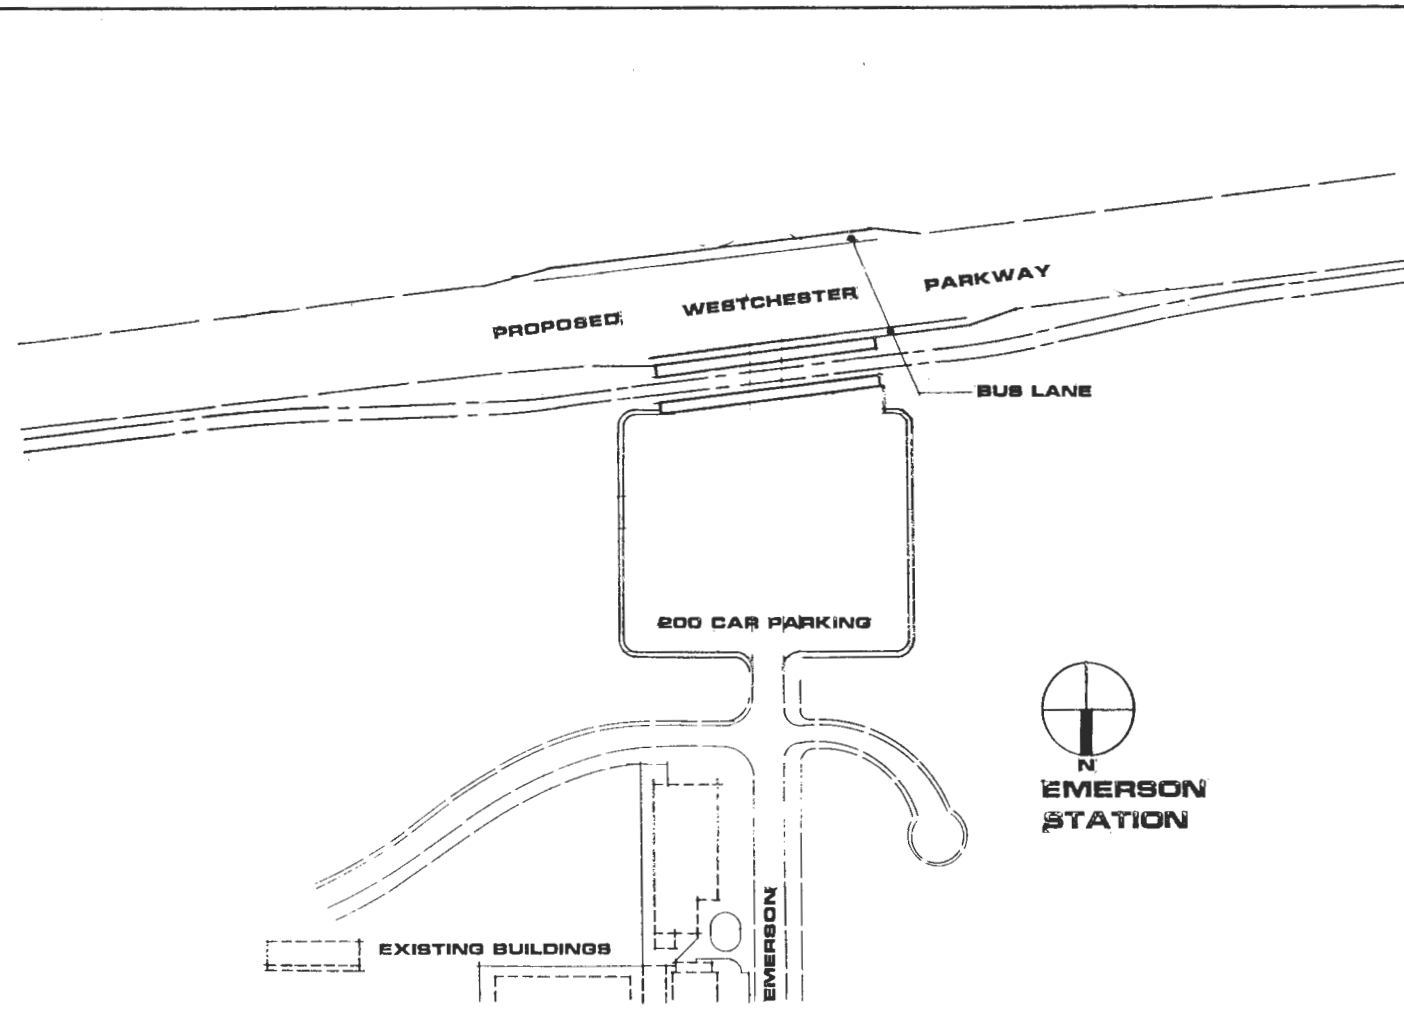 PROPOSED WESTCHESTER PARKWAY
BUS LANE
200 CAR PARKING
N
EMERSON
STATION
EMERSON
EXISTING BUILDINGS